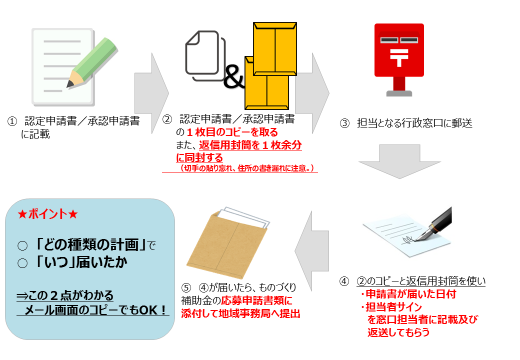 ① 認定申請書／承認申請書
に記載
&
② 認定申請書／承認申請書
の１枚目のコピーを取る
また、返信用封筒を１枚余分
に同封する
（切手の貼り忘れ、住所の書き漏れに注意。）
〒
③ 担当となる行政窓口に郵送
④ ②のコピーと返信用封筒を使い
・申請書が届いた日付
・担当者サイン
を窓口担当者に記載及び
返送してもらう
⑤ ④が届いたら、ものづくり
補助金の応募申請書類に
添付して地域事務局へ提出
★ポイント★
○ 「どの種類の計画」で
○ 「いつ」届いたか
⇒この２点がわかる
メール画面のコピーでもOK！